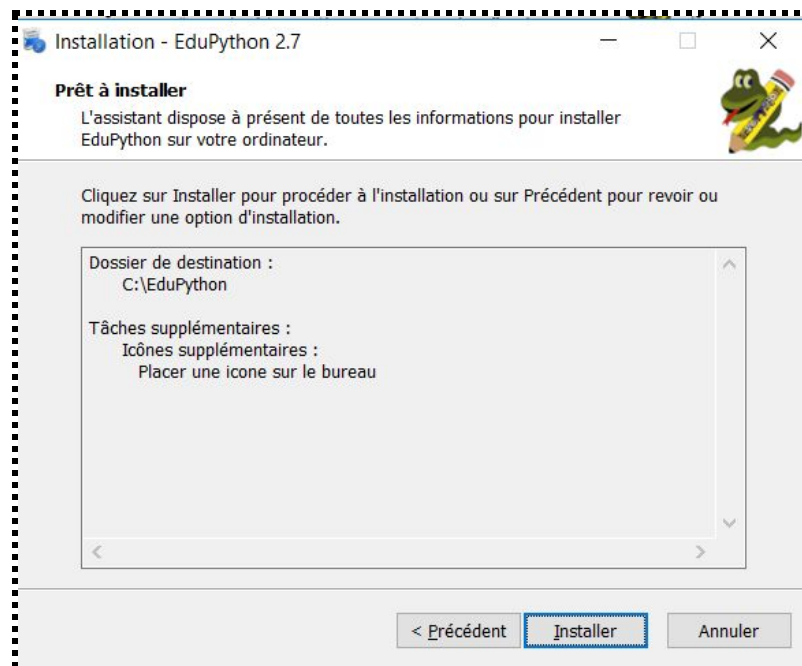 Installation - EduPython 2.7
Prêt à installer
L'assistant dispose à présent de toutes les informations pour installer
EduPython sur votre ordinateur.
Cliquez sur Installer pour procéder à l'installation ou sur Précédent pour revoir ou
modifier une option d'installation.
Dossier de destination :
C:\EduPython
Tâches supplémentaires :
Icônes supplémentaires :
Placer une icone sur le bureau
< Précédent
Installer
Annuler